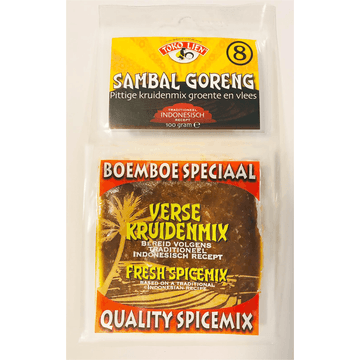 TOKO LIEN
8
SAMBAL GORENG
Pittige kruidenmix groente en vlees
TRADITIONEEL
INDONESISCH
RECEPT
100 gram e
BOEMBOE SPECIAAL
VERSE
KRUIDENMIX
BEREID VOLGENS
TRADITIONEEL
INDONESISCH RECEPT
FRESH SPICEMIX
BASED ON A TRADITIONAL
INDONESIAN RECIPE
QUALITY SPICEMIX